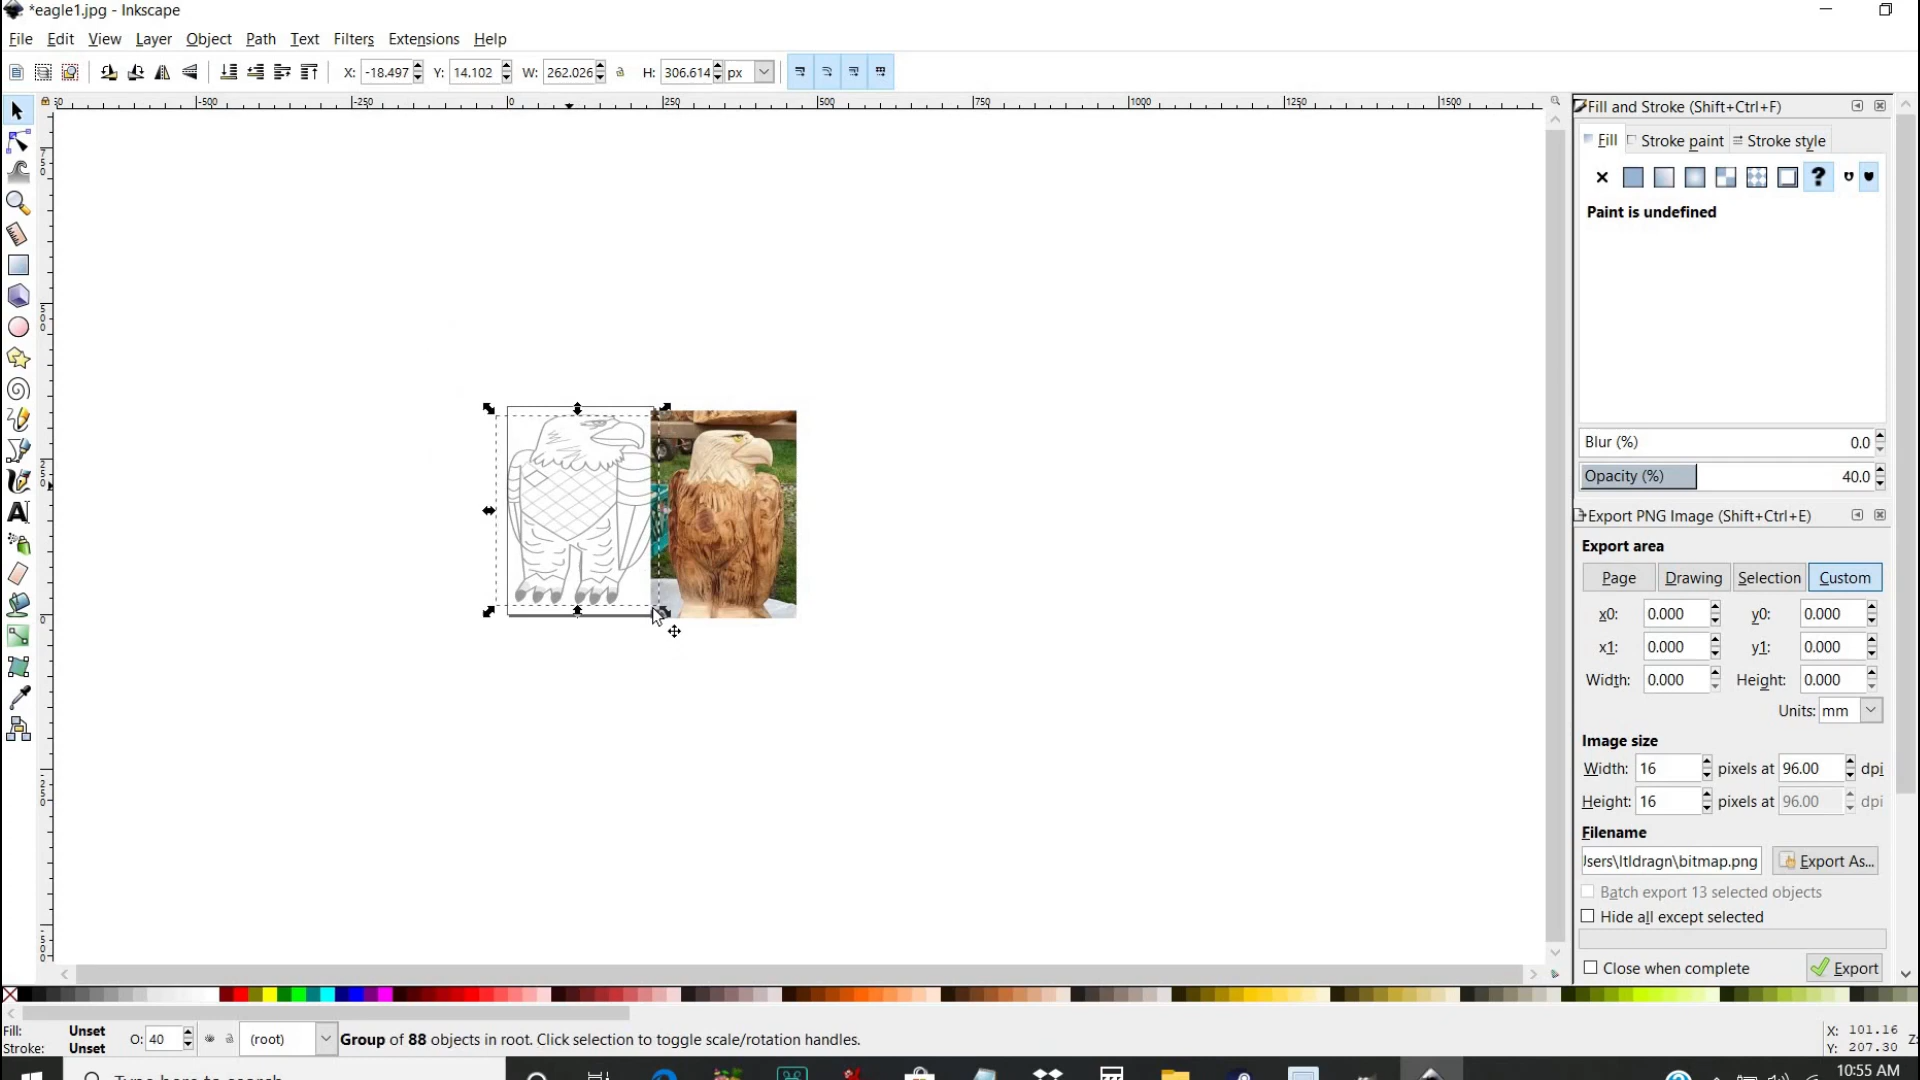 *eagle1.jpg - Inkscape
File Edit View Layer Object Path Text Filters Extensions Help
X: -18.497 Y: 14.102 W: 262.026 H: 306.614 px
-500 -250 0 250 500 750 1000 1250 1500
Fill and Stroke (Shift+Ctrl+F)
Fill Stroke paint Stroke style
Paint is undefined
Blur (%) 0.0
Opacity (%) 40.0
Export PNG Image (Shift+Ctrl+E)
Export area
Page Drawing Selection Custom
x0: 0.000 y0: 0.000
x1: 0.000 y1: 0.000
Width: 0.000 Height: 0.000
Units: mm
Image size
Width: 16 pixels at 96.00 dpi
Height: 16 pixels at 96.00 dpi
Filename
Jsers\ltldragn\bitmap.png Export As...
Batch export 13 selected objects
Hide all except selected
Close when complete Export
Fill: Unset
Stroke: Unset
O: 40 (root) Group of 88 objects in root. Click selection to toggle scale/rotation handles.
X: 101.16
Y: 207.30
Z:
Type here to search
10:55 AM